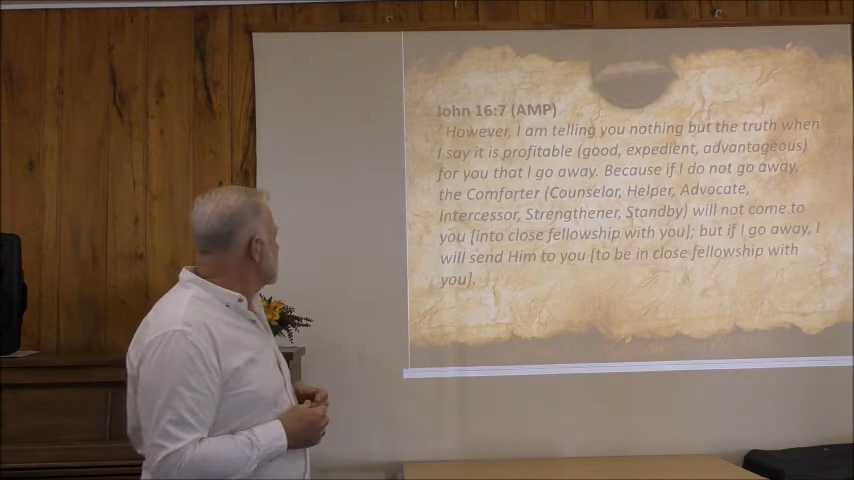 John 16:7 (AMP)
7 However, I am telling you nothing but the truth when
I say it is profitable (good, expedient, advantageous)
for you that I go away. Because if I do not go away,
the Comforter (Counselor, Helper, Advocate,
Intercessor, Strengthener, Standby) will not come to
you [into close fellowship with you]; but if I go away, I
will send Him to you [to be in close fellowship with
you].